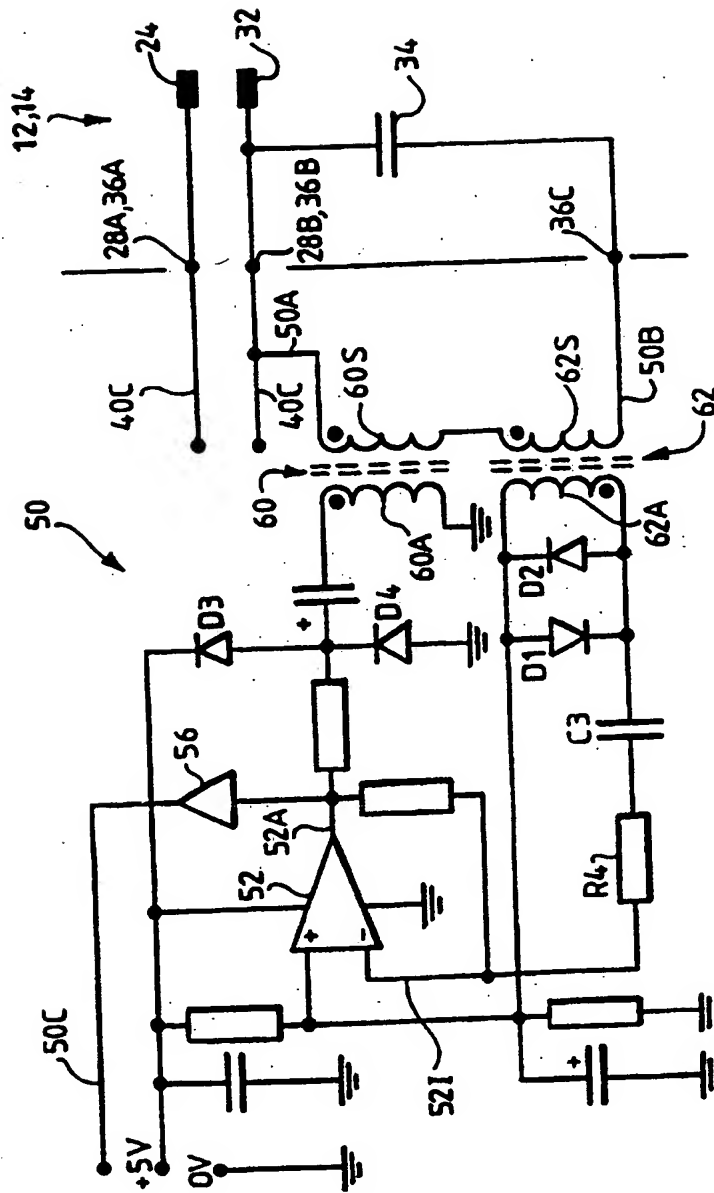 12,14
24
28A,36A
32
28B,36B
34
36C
40C
40C
50A
50B
60S
62S
50
60
60A
62
62A
D3
D4
D2
D1
56
52A
52
C3
R4
50C
52I
+
+
-
+
+5V
0V